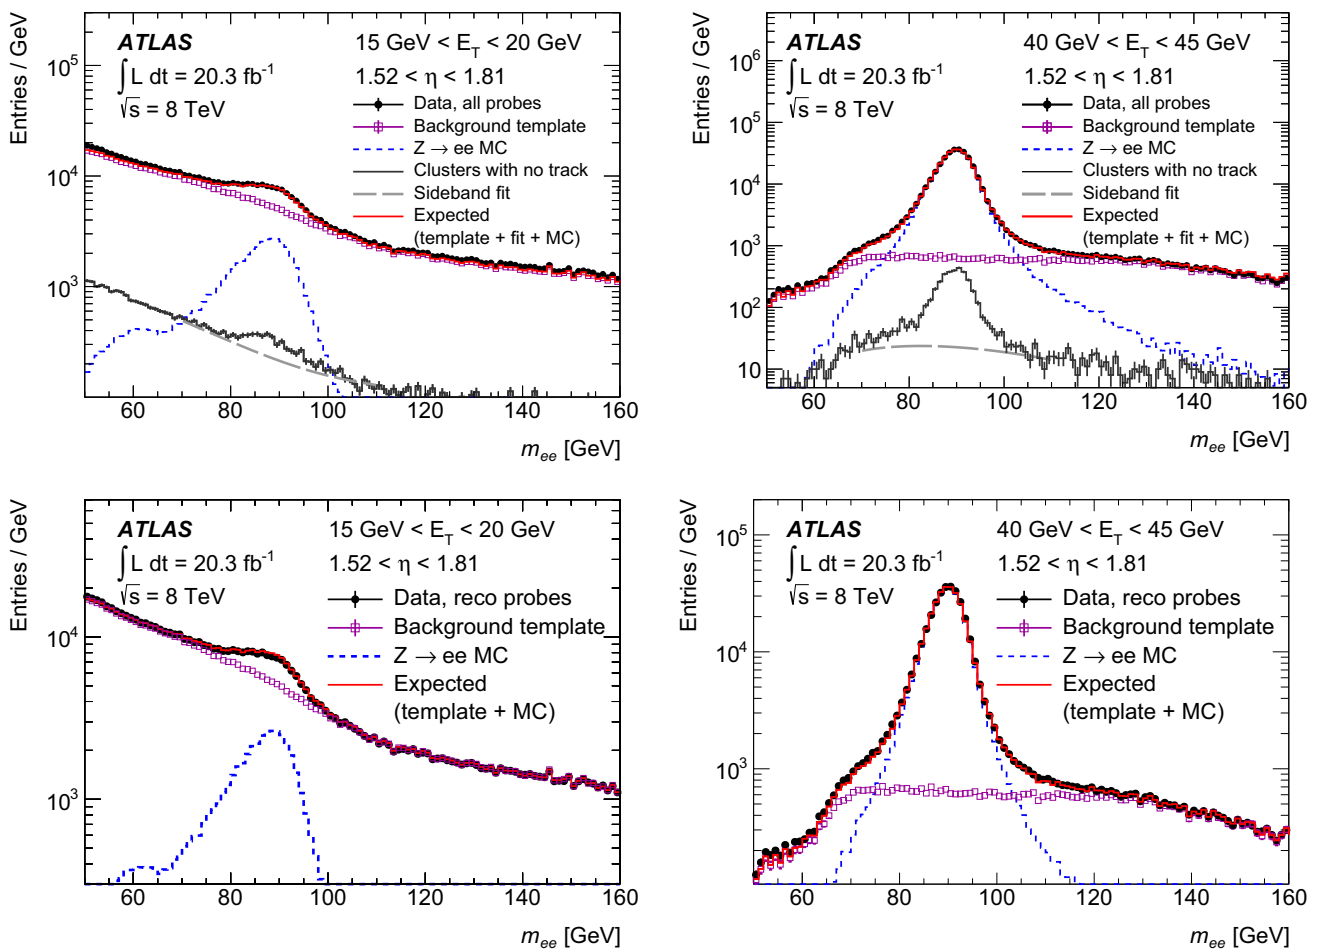 Entries / GeV
10⁵
10⁴
10³
ATLAS
15 GeV < E_T < 20 GeV
∫L dt = 20.3 fb⁻¹
1.52 < η < 1.81
√s = 8 TeV
Data, all probes
Background template
Z → ee MC
Clusters with no track
Sideband fit
Expected
(template + fit + MC)
60 80 100 120 140 160
m_ee [GeV]
Entries / GeV
10⁶
10⁵
10⁴
10³
10²
10
ATLAS
40 GeV < E_T < 45 GeV
∫L dt = 20.3 fb⁻¹
1.52 < η < 1.81
√s = 8 TeV
Data, all probes
Background template
Z → ee MC
Clusters with no track
Sideband fit
Expected
(template + fit + MC)
60 80 100 120 140 160
m_ee [GeV]
Entries / GeV
10⁴
10³
ATLAS
15 GeV < E_T < 20 GeV
∫L dt = 20.3 fb⁻¹
1.52 < η < 1.81
√s = 8 TeV
Data, reco probes
Background template
Z → ee MC
Expected
(template + MC)
60 80 100 120 140 160
m_ee [GeV]
Entries / GeV
10⁵
10⁴
10³
ATLAS
40 GeV < E_T < 45 GeV
∫L dt = 20.3 fb⁻¹
1.52 < η < 1.81
√s = 8 TeV
Data, reco probes
Background template
Z → ee MC
Expected
(template + MC)
60 80 100 120 140 160
m_ee [GeV]